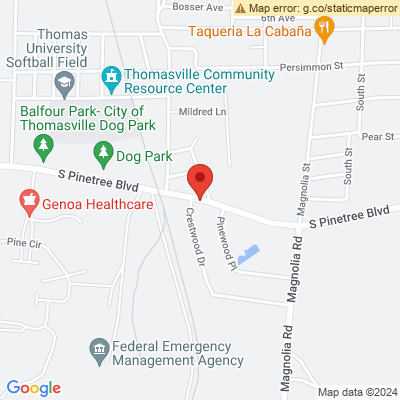 Bosser Ave
Map error: g.co/staticmaperror
6th Ave
Thomas
University
Softball Field
Taqueria La Cabaña
Persimmon St
Thomasville Community
Resource Center
South St
Mildred Ln
Balfour Park- City of
Thomasville Dog Park
Pear St
Dog Park
South St
S Pinetree Blvd
Magnolia St
Genoa Healthcare
S Pinetree Blvd
Pine Cir
Crestwood Dr
Pinewood Pl
Magnolia Rd
Magnolia Rd
Federal Emergency
Management Agency
Google
Map data ©2024